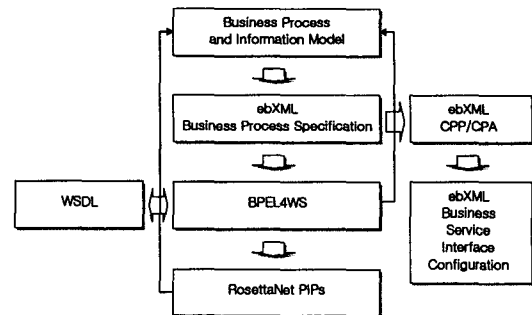 Business Process
and Information Model
ebXML
Business Process Specification
ebXML
CPP/CPA
WSDL
BPEL4WS
ebXML
Business
Service
Interface
Configuration
RosettaNet PIPs